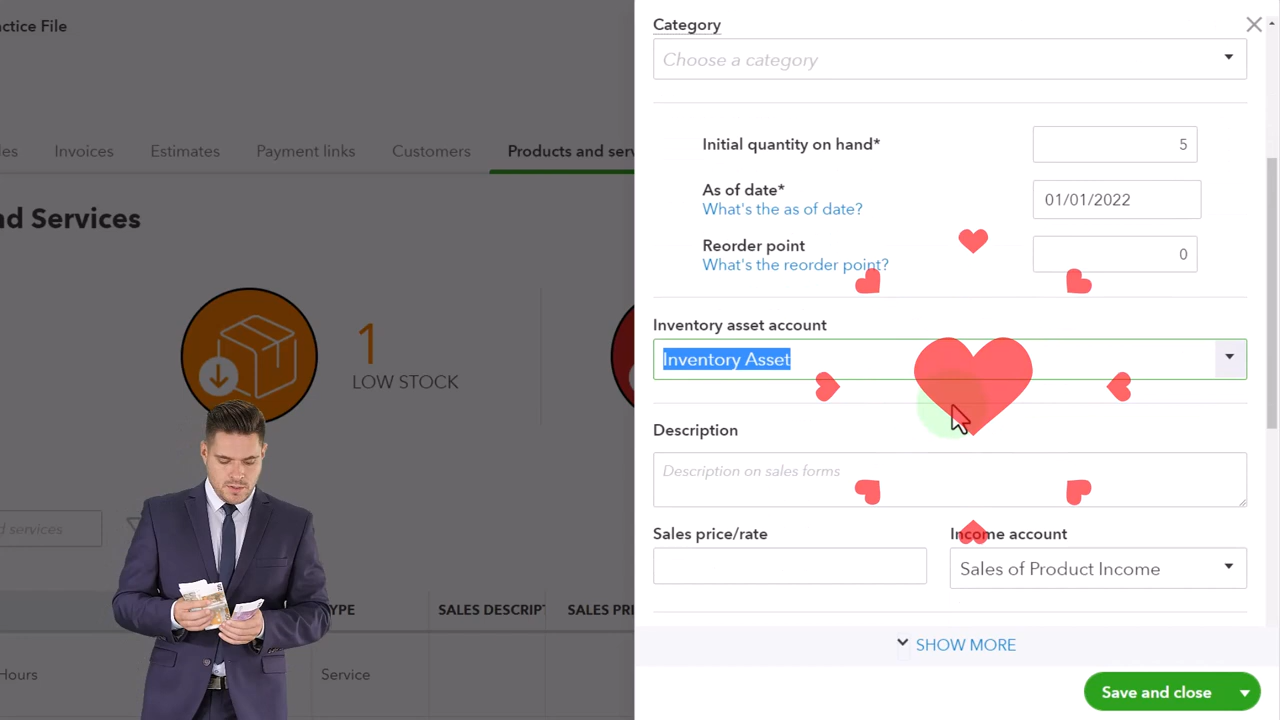 ctice File
les
Invoices
Estimates
Payment links
Customers
Products and serv
nd Services
1
LOW STOCK
d services
YPE
SALES DESCRIPT
SALES PRI
Hours
Service
Category
Choose a category
Initial quantity on hand*
5
As of date*
What's the as of date?
01/01/2022
Reorder point
What's the reorder point?
0
Inventory asset account
Inventory Asset
Description
Description on sales forms
Sales price/rate
Income account
Sales of Product Income
SHOW MORE
Save and close